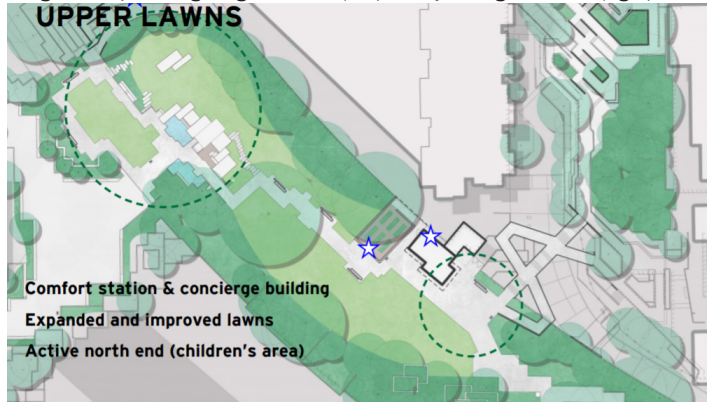 UPPER LAWNS
Comfort station & concierge building
Expanded and improved lawns
Active north end (children's area)